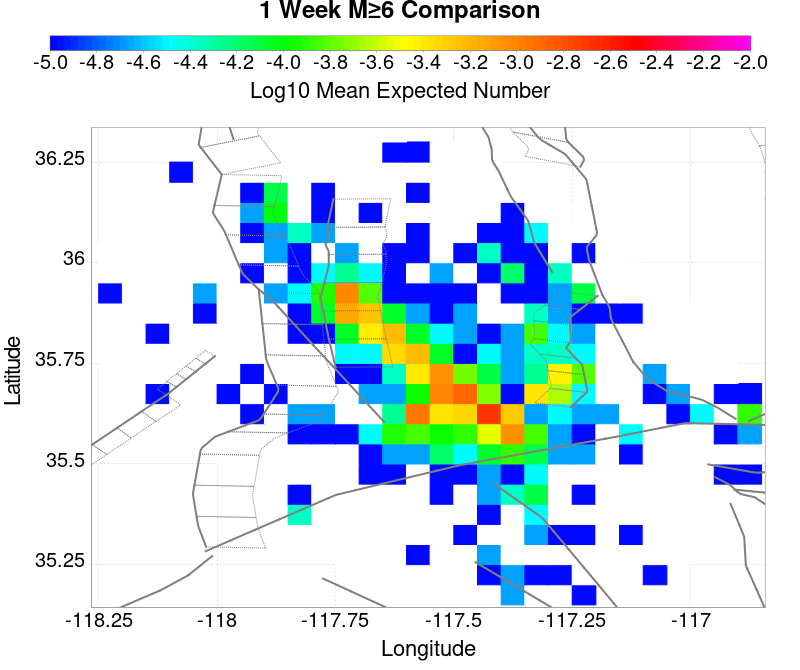 1 Week M≥6 Comparison
-5.0 -4.8 -4.6 -4.4 -4.2 -4.0 -3.8 -3.6 -3.4 -3.2 -3.0 -2.8 -2.6 -2.4 -2.2 -2.0
Log10 Mean Expected Number
36.25
36
35.75
35.5
35.25
Latitude
-118.25 -118 -117.75 -117.5 -117.25 -117
Longitude